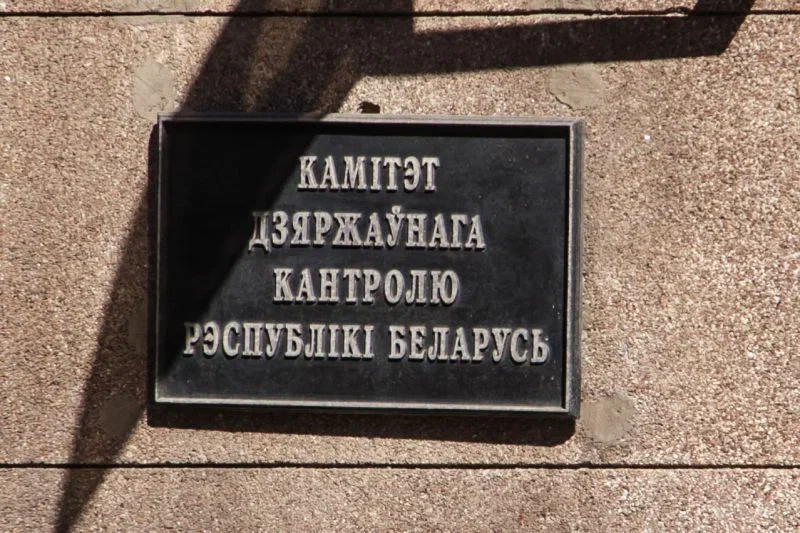 КАМІТЭТ
ДЗЯРЖАЎНАГА
КАНТРОЛЮ
РЭСПУБЛІКІ БЕЛАРУСЬ